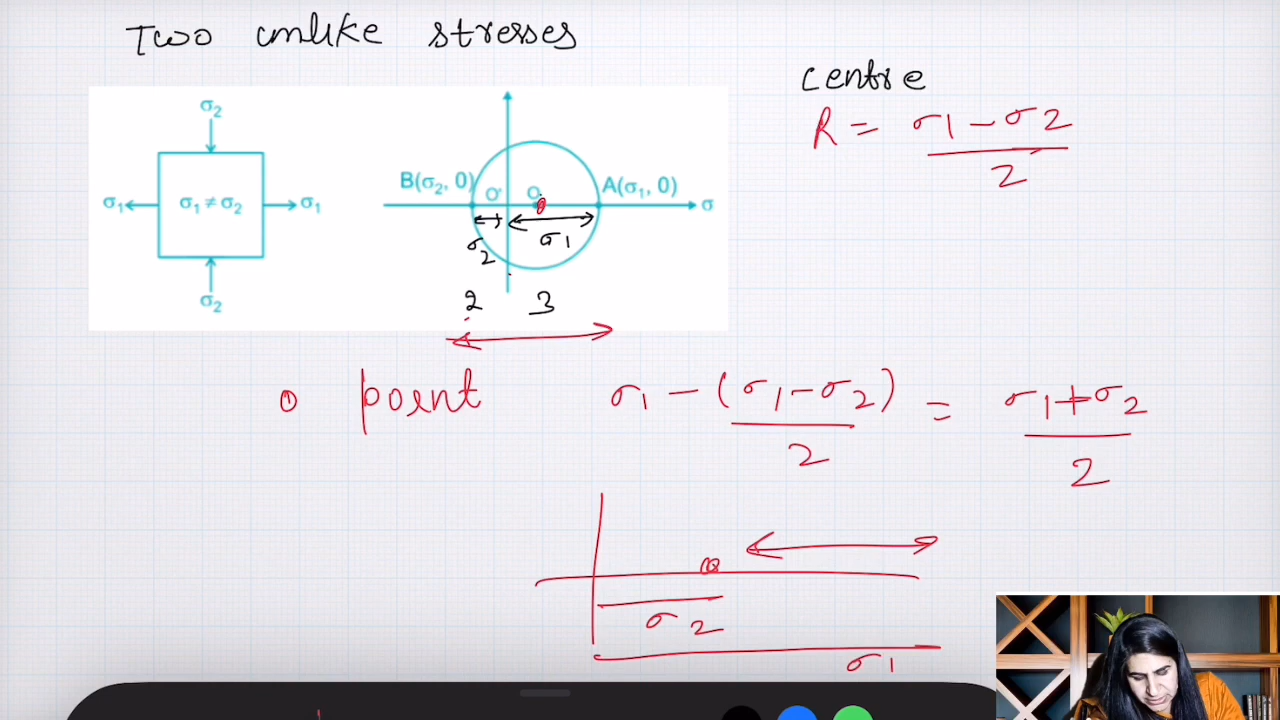 Two unlike stresses
centre
R = σ1 - σ2 / 2
σ2
B(σ2, 0) O' O A(σ1, 0)
σ1 σ1 ≠ σ2 σ1 σ
σ2 σ1
σ2
2 3
0 point σ1 - (σ1 - σ2) / 2 = σ1 + σ2 / 2
σ2
σ1